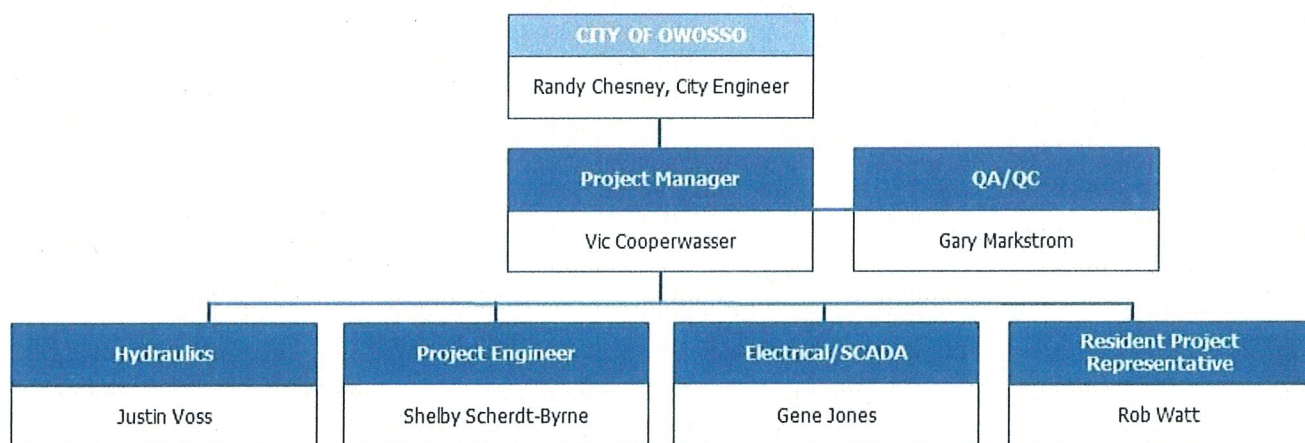 CITY OF OWOSSO
Randy Chesney, City Engineer
Project Manager
Vic Cooperwasser
QA/QC
Gary Markstrom
Hydraulics
Justin Voss
Project Engineer
Shelby Scherdt-Byrne
Electrical/SCADA
Gene Jones
Resident Project
Representative
Rob Watt